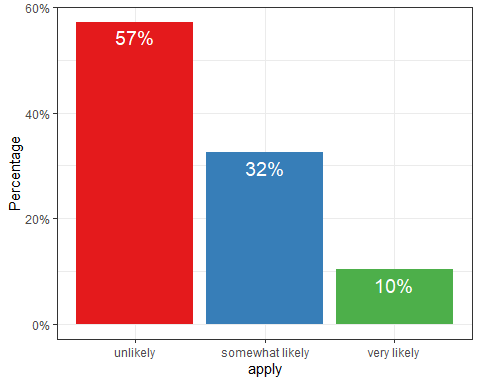 60%
40%
20%
0%
Percentage
57%
32%
10%
unlikely
somewhat likely
very likely
apply